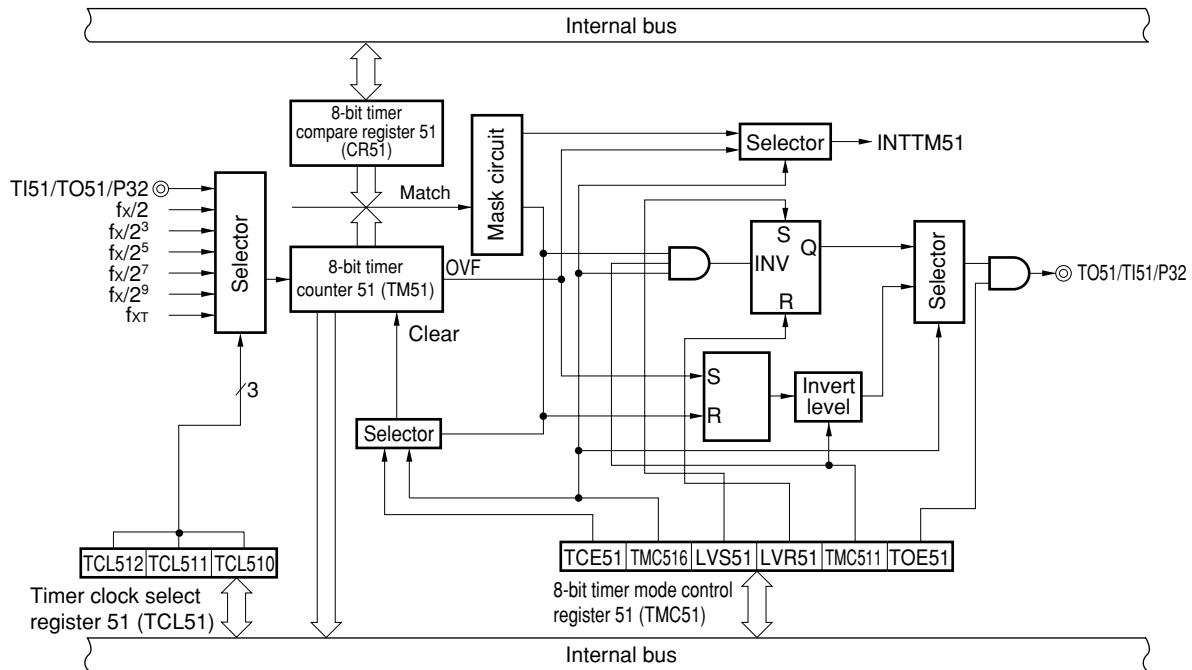 Internal bus
8-bit timer
compare register 51
(CR51)
Mask circuit
Selector
INTTM51
TI51/TO51/P32
fX/2
fX/2³
fX/2⁵
fX/2⁷
fX/2⁹
fXT
Selector
Match
8-bit timer
counter 51 (TM51)
OVF
Clear
S
Q
INV
R
Selector
TO51/TI51/P32
3
Selector
S
R
Invert
level
TCL512 TCL511 TCL510
Timer clock select
register 51 (TCL51)
TCE51 TMC516 LVS51 LVR51 TMC511 TOE51
8-bit timer mode control
register 51 (TMC51)
Internal bus